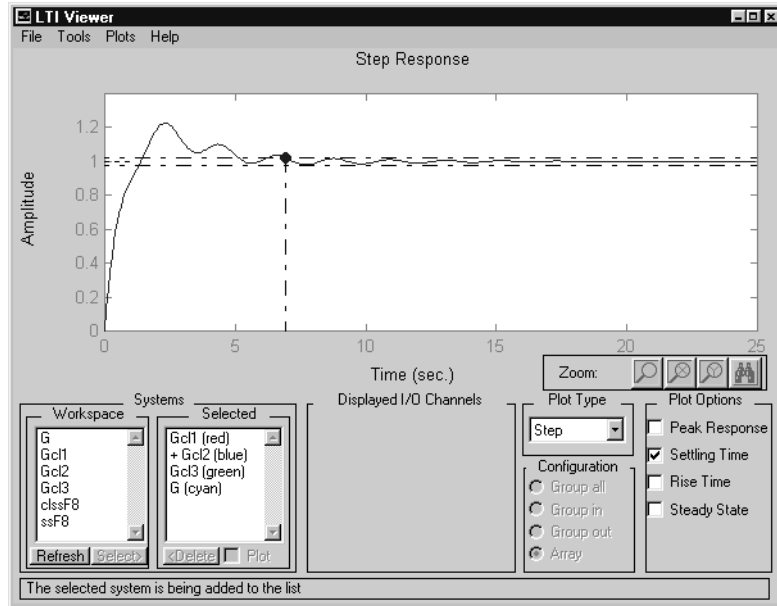 LTI Viewer
File Tools Plots Help
Step Response
Amplitude
1.2
1
0.8
0.6
0.4
0.2
0
0 5 10 15 20 25
Time (sec.)
Zoom:
Systems
Workspace
G
Gcl1
Gcl2
Gcl3
clssF8
ssF8
Refresh Select>
Selected
Gcl1 (red)
+ Gcl2 (blue)
Gcl3 (green)
G (cyan)
<Delete Plot
Displayed I/O Channels
Plot Type
Step
Configuration
Group all
Group in
Group out
Array
Plot Options
Peak Response
Settling Time
Rise Time
Steady State
The selected system is being added to the list